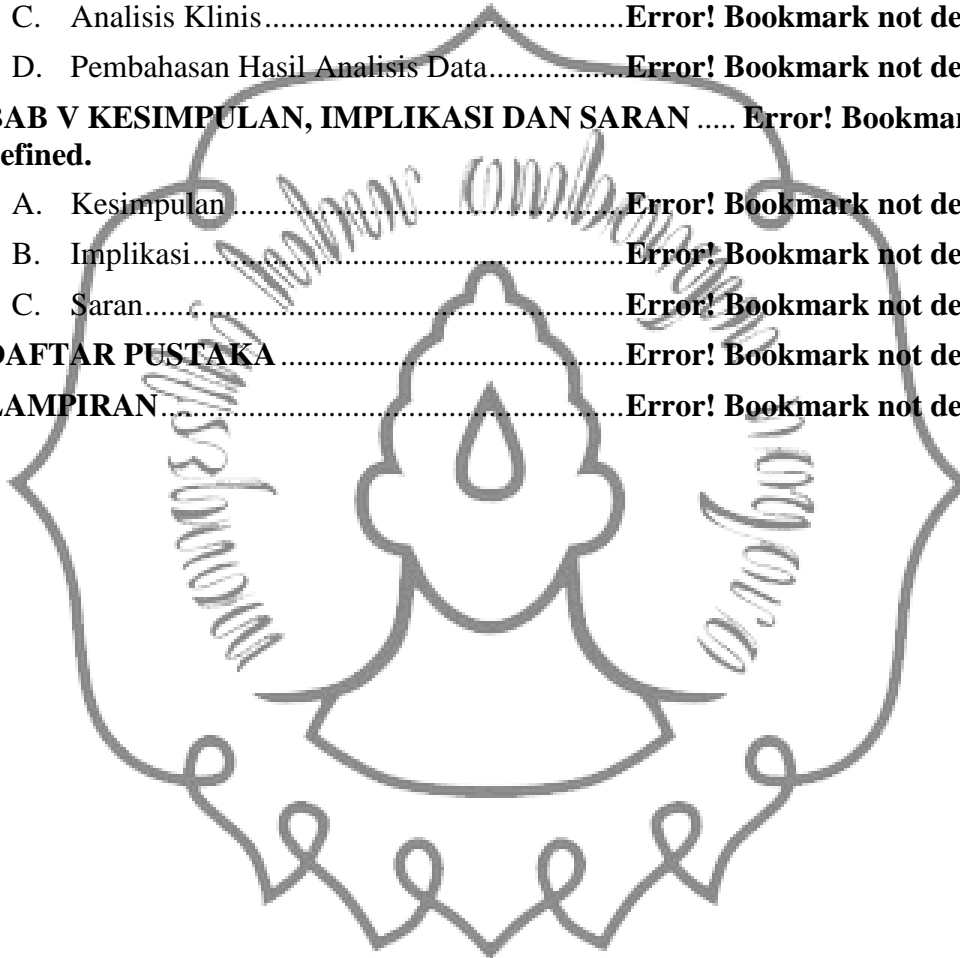 C. Analisis Klinis....................................................Error! Bookmark not de
D. Pembahasan Hasil Analisis Data....................Error! Bookmark not de
BAB V KESIMPULAN, IMPLIKASI DAN SARAN ..... Error! Bookmar
efined.
A. Kesimpulan....................................................Error! Bookmark not de
B. Implikasi....................................................Error! Bookmark not de
C. Saran....................................................Error! Bookmark not de
DAFTAR PUSTAKA....................................................Error! Bookmark not de
LAMPIRAN....................................................Error! Bookmark not de